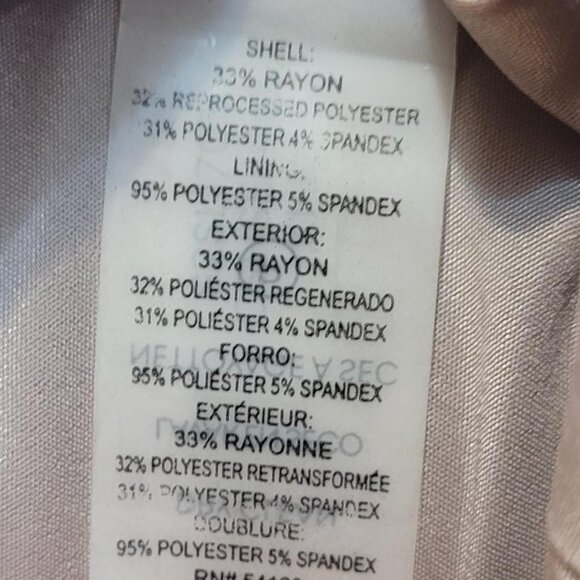 SHELL:
33% RAYON
32% REPROCESSED POLYESTER
31% POLYESTER 4% SPANDEX
LINING:
95% POLYESTER 5% SPANDEX
EXTERIOR:
33% RAYON
32% POLIÉSTER REGENERADO
31% POLIÉSTER 4% SPANDEX
FORRO:
95% POLIÉSTER 5% SPANDEX
EXTÉRIEUR:
33% RAYONNE
32% POLYESTER RETRANSFORMÉE
31% POLYESTER 4% SPANDEX
DOUBLURE:
95% POLYESTER 5% SPANDEX
RN#